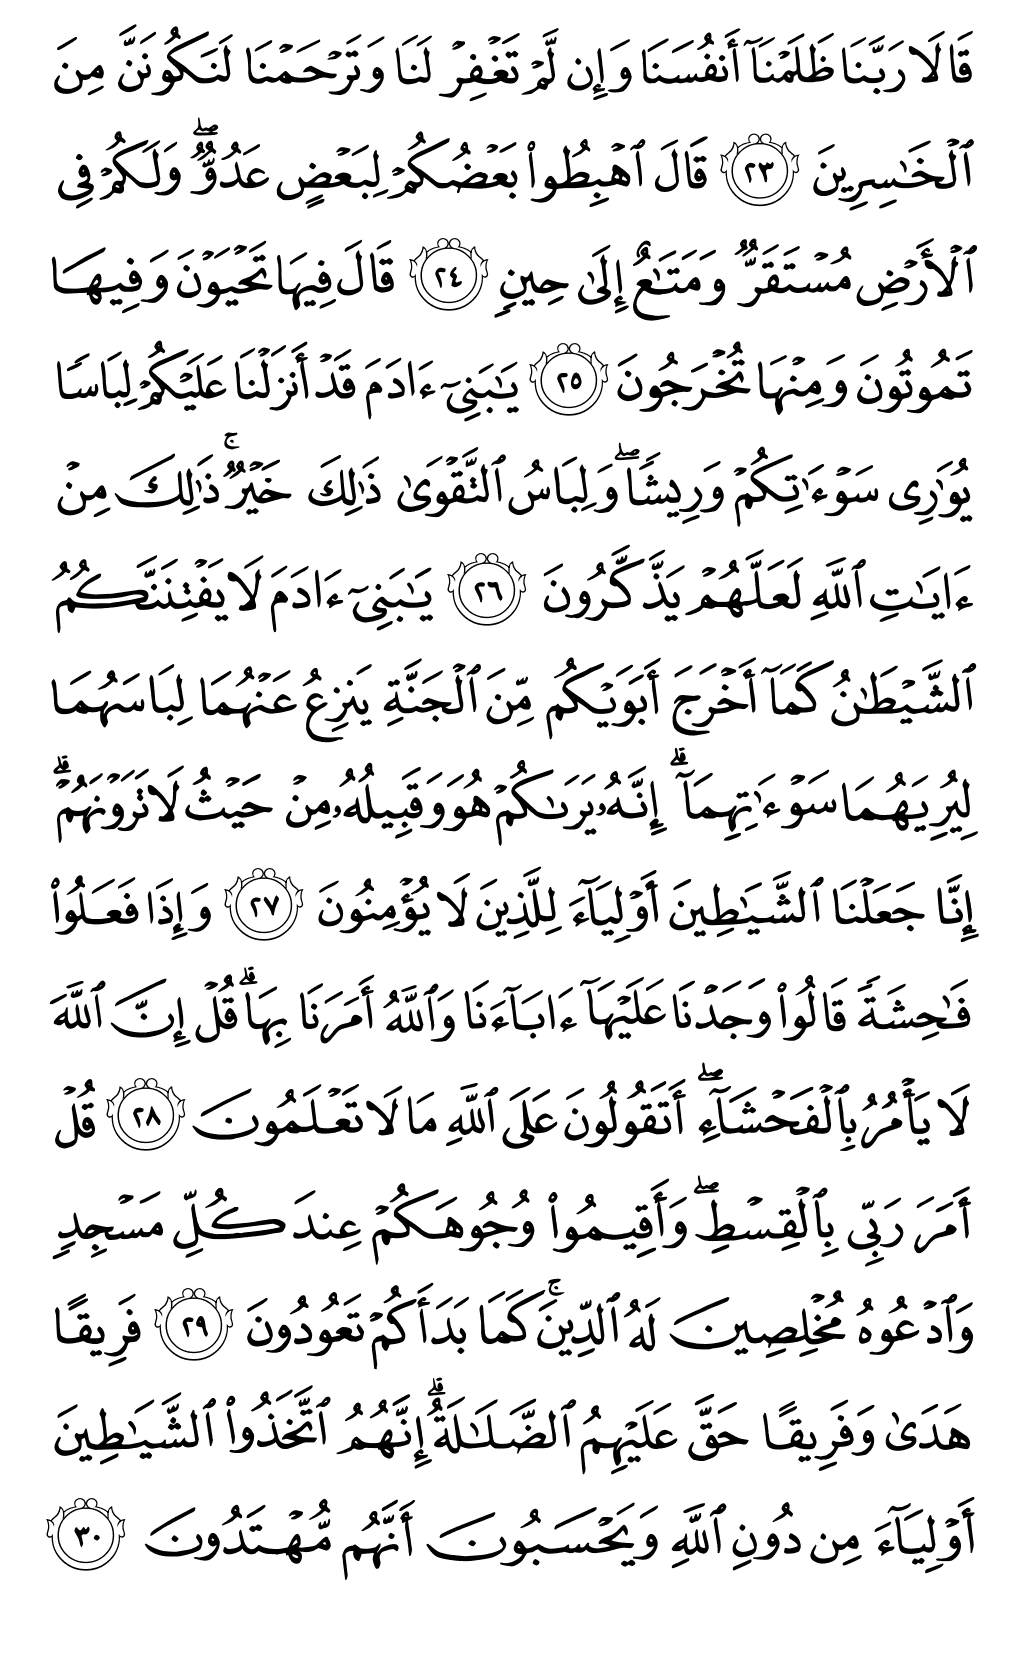 قَالَا رَبَّنَا ظَلَمْنَآ أَنفُسَنَا وَإِن لَّمْ تَغْفِرْ لَنَا وَتَرْحَمْنَا لَنَكُونَنَّ مِنَ
ٱلْخَـٰسِرِينَ ٢٣ قَالَ ٱهْبِطُوا۟ بَعْضُكُمْ لِبَعْضٍ عَدُوٌّ ۖ وَلَكُمْ فِى
ٱلْأَرْضِ مُسْتَقَرٌّ وَمَتَـٰعٌ إِلَىٰ حِينٍ ٢٤ قَالَ فِيهَا تَحْيَوْنَ وَفِيهَا
تَمُوتُونَ وَمِنْهَا تُخْرَجُونَ ٢٥ يَـٰبَنِىٓ ءَادَمَ قَدْ أَنزَلْنَا عَلَيْكُمْ لِبَاسًا
يُوَٰرِى سَوْءَٰتِكُمْ وَرِيشًا ۖ وَلِبَاسُ ٱلتَّقْوَىٰ ذَٰلِكَ خَيْرٌ ۚ ذَٰلِكَ مِنْ
ءَايَـٰتِ ٱللَّهِ لَعَلَّهُمْ يَذَّكَّرُونَ ٢٦ يَـٰبَنِىٓ ءَادَمَ لَا يَفْتِنَنَّكُمُ
ٱلشَّيْطَـٰنُ كَمَآ أَخْرَجَ أَبَوَيْكُم مِّنَ ٱلْجَنَّةِ يَنزِعُ عَنْهُمَا لِبَاسَهُمَا
لِيُرِيَهُمَا سَوْءَٰتِهِمَآ ۗ إِنَّهُۥ يَرَىٰكُمْ هُوَ وَقَبِيلُهُۥ مِنْ حَيْثُ لَا تَرَوْنَهُمْ ۗ
إِنَّا جَعَلْنَا ٱلشَّيَـٰطِينَ أَوْلِيَآءَ لِلَّذِينَ لَا يُؤْمِنُونَ ٢٧ وَإِذَا فَعَلُوا۟
فَـٰحِشَةً قَالُوا۟ وَجَدْنَا عَلَيْهَآ ءَابَآءَنَا وَٱللَّهُ أَمَرَنَا بِهَا ۗ قُلْ إِنَّ ٱللَّهَ
لَا يَأْمُرُ بِٱلْفَحْشَآءِ ۖ أَتَقُولُونَ عَلَى ٱللَّهِ مَا لَا تَعْلَمُونَ ٢٨ قُلْ
أَمَرَ رَبِّى بِٱلْقِسْطِ ۖ وَأَقِيمُوا۟ وُجُوهَكُمْ عِندَ كُلِّ مَسْجِدٍ
وَٱدْعُوهُ مُخْلِصِينَ لَهُ ٱلدِّينَ ۚ كَمَا بَدَأَكُمْ تَعُودُونَ ٢٩ فَرِيقًا
هَدَىٰ وَفَرِيقًا حَقَّ عَلَيْهِمُ ٱلضَّلَـٰلَةُ ۗ إِنَّهُمُ ٱتَّخَذُوا۟ ٱلشَّيَـٰطِينَ
أَوْلِيَآءَ مِن دُونِ ٱللَّهِ وَيَحْسَبُونَ أَنَّهُم مُّهْتَدُونَ ٣٠